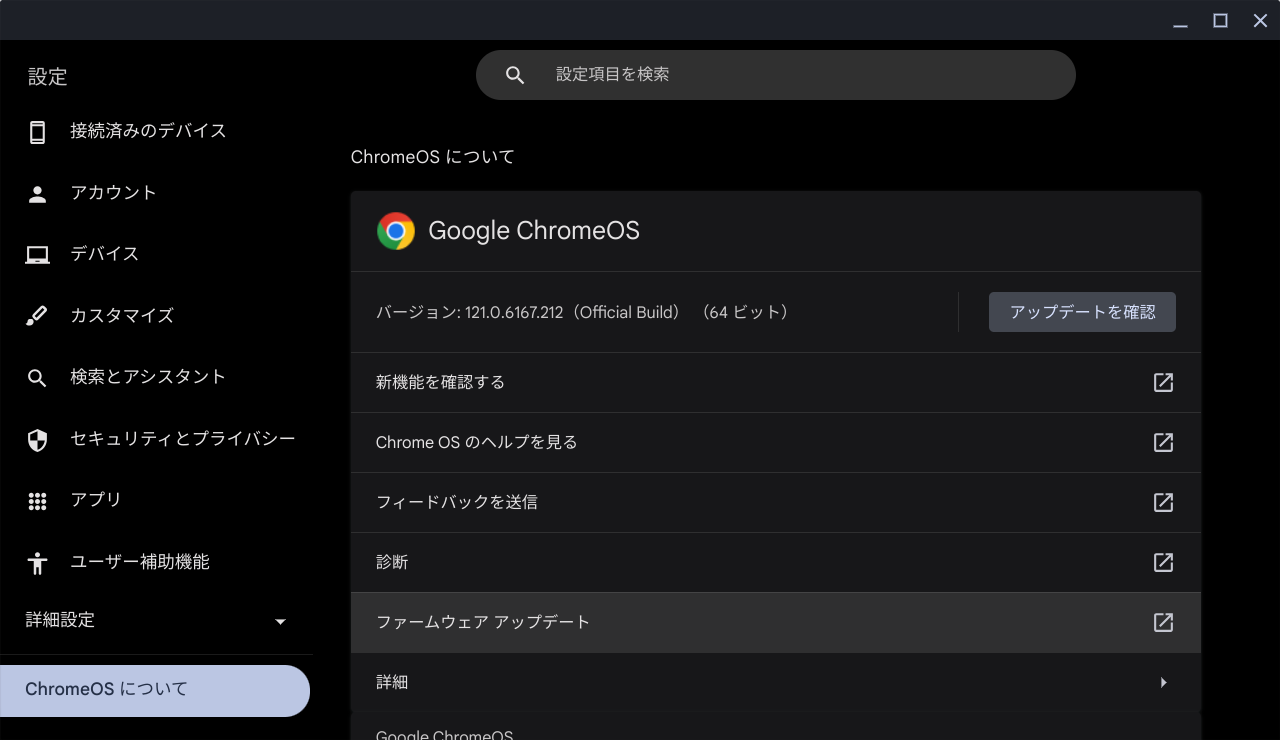 設定
設定項目を検索
接続済みのデバイス
アカウント
デバイス
カスタマイズ
検索とアシスタント
セキュリティとプライバシー
アプリ
ユーザー補助機能
詳細設定
ChromeOS について
ChromeOS について
Google ChromeOS
バージョン: 121.0.6167.212（Official Build） （64 ビット）
アップデートを確認
新機能を確認する
Chrome OS のヘルプを見る
フィードバックを送信
診断
ファームウェア アップデート
詳細
Google ChromeOS